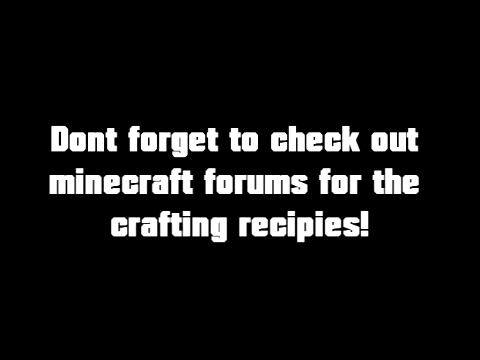 Dont forget to check out
minecraft forums for the
crafting recipies!